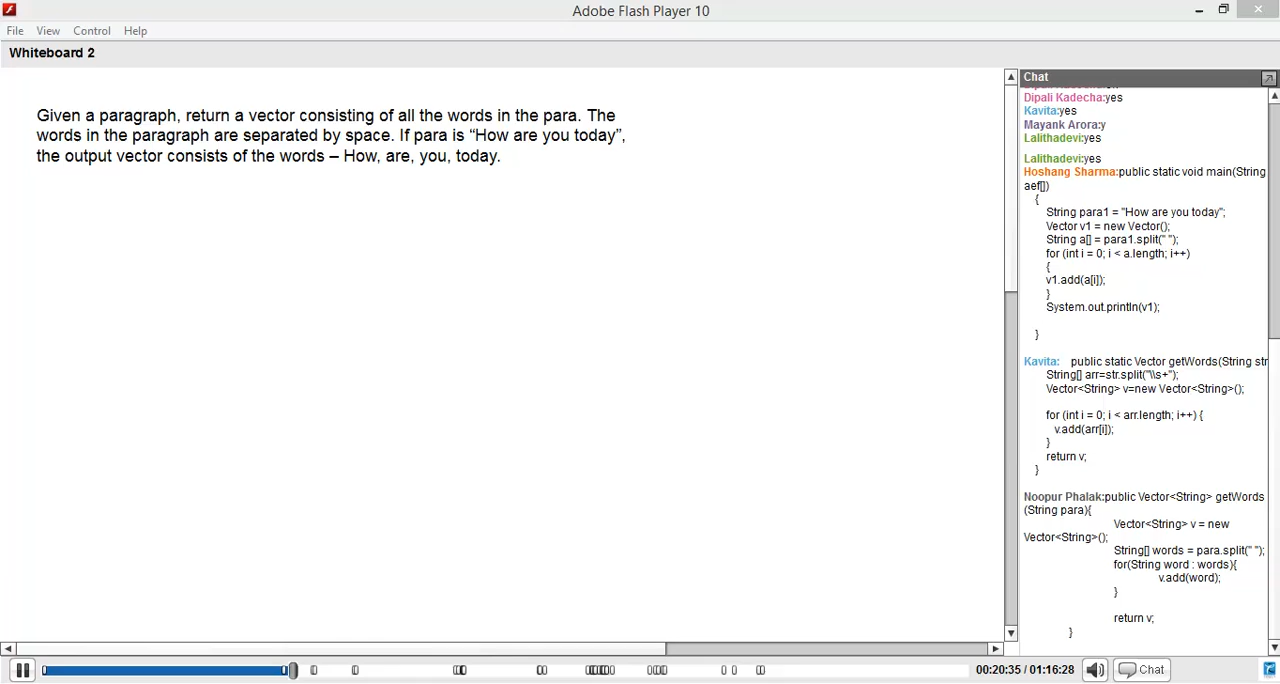 Adobe Flash Player 10
File View Control Help
Whiteboard 2
Given a paragraph, return a vector consisting of all the words in the para. The
words in the paragraph are separated by space. If para is “How are you today”,
the output vector consists of the words – How, are, you, today.
Chat
Dipali Kadecha:yes
Kavita:yes
Mayank Arora:y
Lalithadevi:yes
Lalithadevi:yes
Hoshang Sharma:public static void main(String
aef[])
{
String para1 = "How are you today";
Vector v1 = new Vector();
String a[] = para1.split(" ");
for (int i = 0; i < a.length; i++)
{
v1.add(a[i]);
}
System.out.println(v1);
}
Kavita: public static Vector getWords(String str
String[] arr=str.split("\\s+");
Vector<String> v=new Vector<String>();
for (int i = 0; i < arr.length; i++) {
v.add(arr[i]);
}
return v;
}
Noopur Phalak:public Vector<String> getWords
(String para){
Vector<String> v = new
Vector<String>();
String[] words = para.split(" ");
for(String word : words){
v.add(word);
}
return v;
}
00:20:35 / 01:16:28 Chat